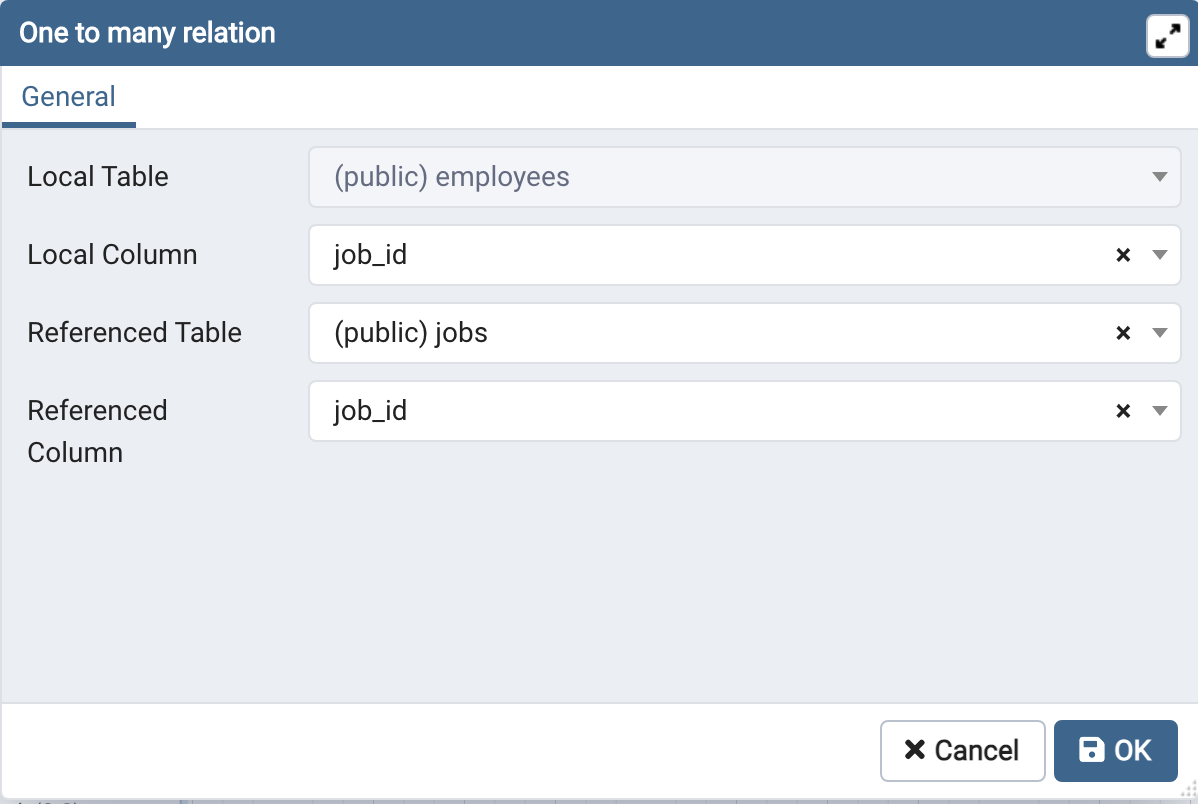 One to many relation
General
Local Table
(public) employees
Local Column
job_id
Referenced Table
(public) jobs
Referenced
Column
job_id
Cancel
OK